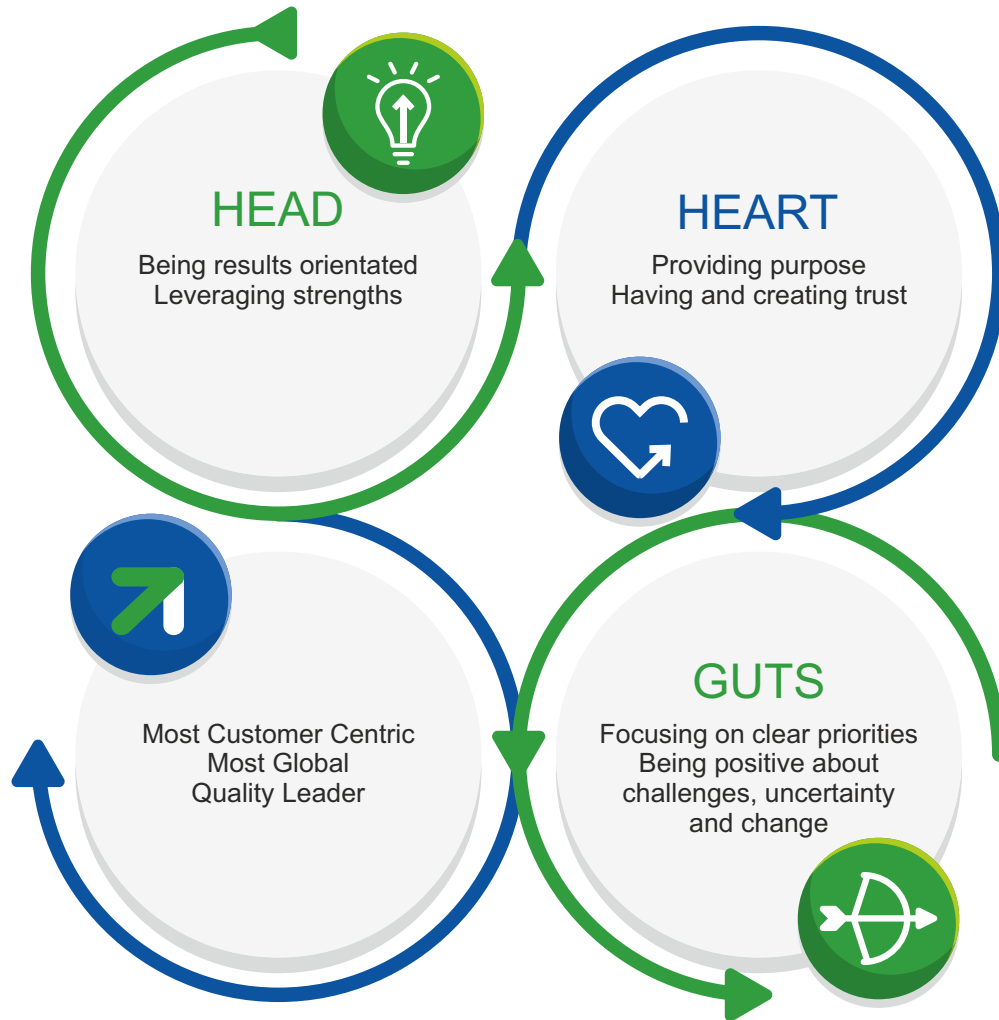 HEAD
Being results orientated
Leveraging strengths
HEART
Providing purpose
Having and creating trust
Most Customer Centric
Most Global
Quality Leader
GUTS
Focusing on clear priorities
Being positive about
challenges, uncertainty
and change